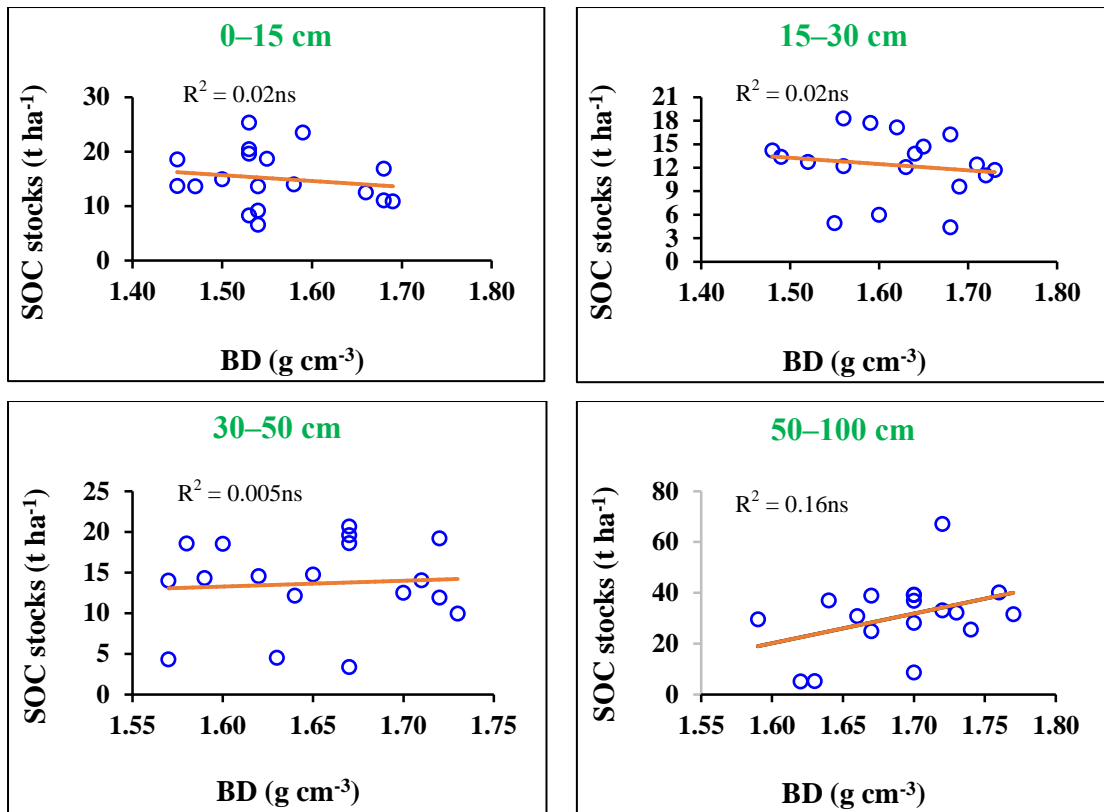 0–15 cm
R² = 0.02ns
SOC stocks (t ha⁻¹)
30
20
10
0
1.40 1.50 1.60 1.70 1.80
BD (g cm⁻³)
15–30 cm
R² = 0.02ns
SOC stocks (t ha⁻¹)
21
18
15
12
9
6
3
0
1.40 1.50 1.60 1.70 1.80
BD (g cm⁻³)
30–50 cm
R² = 0.005ns
SOC stocks (t ha⁻¹)
25
20
15
10
5
0
1.55 1.60 1.65 1.70 1.75
BD (g cm⁻³)
50–100 cm
R² = 0.16ns
SOC stocks (t ha⁻¹)
80
60
40
20
0
1.55 1.60 1.65 1.70 1.75 1.80
BD (g cm⁻³)